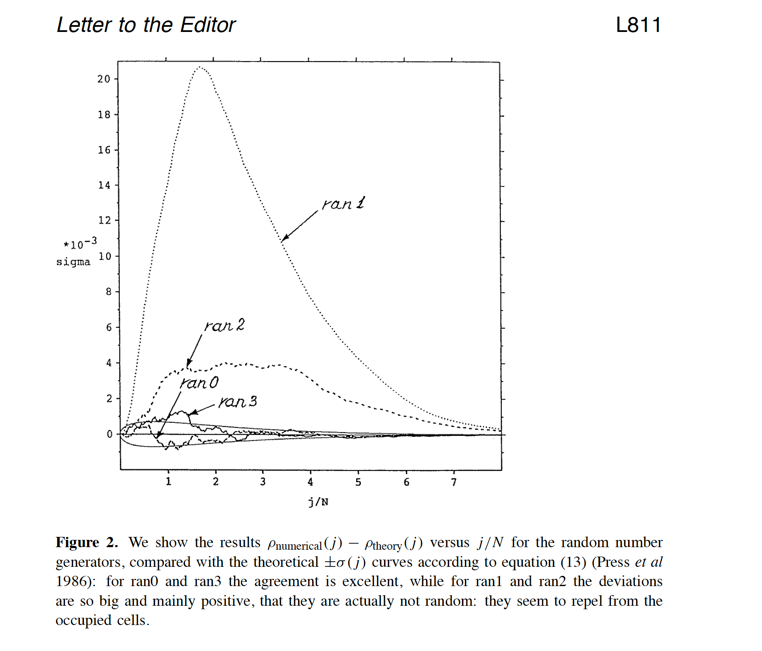 Letter to the Editor L811
20
18
16
14
ran 1
12
*10⁻³
sigma 10
8
6
ran 2
4
ran 0
2
ran 3
0
1 2 3 4 5 6 7
j/N
Figure 2. We show the results ρnumerical(j) − ρtheory(j) versus j/N for the random number
generators, compared with the theoretical ±σ(j) curves according to equation (13) (Press et al
1986): for ran0 and ran3 the agreement is excellent, while for ran1 and ran2 the deviations
are so big and mainly positive, that they are actually not random: they seem to repel from the
occupied cells.